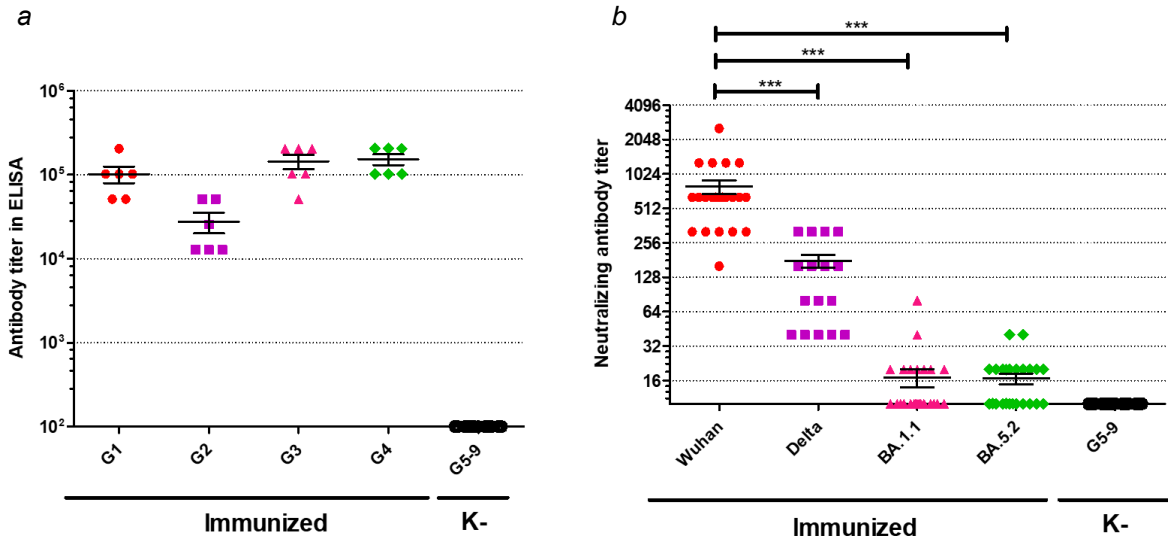 a
Antibody titer in ELISA
10^6
10^5
10^4
10^3
10^2
G1
G2
G3
G4
G5-9
Immunized
K-
b
***
***
***
Neutralizing antibody titer
4096
2048
1024
512
256
128
64
32
16
Wuhan
Delta
BA.1.1
BA.5.2
G5-9
Immunized
K-